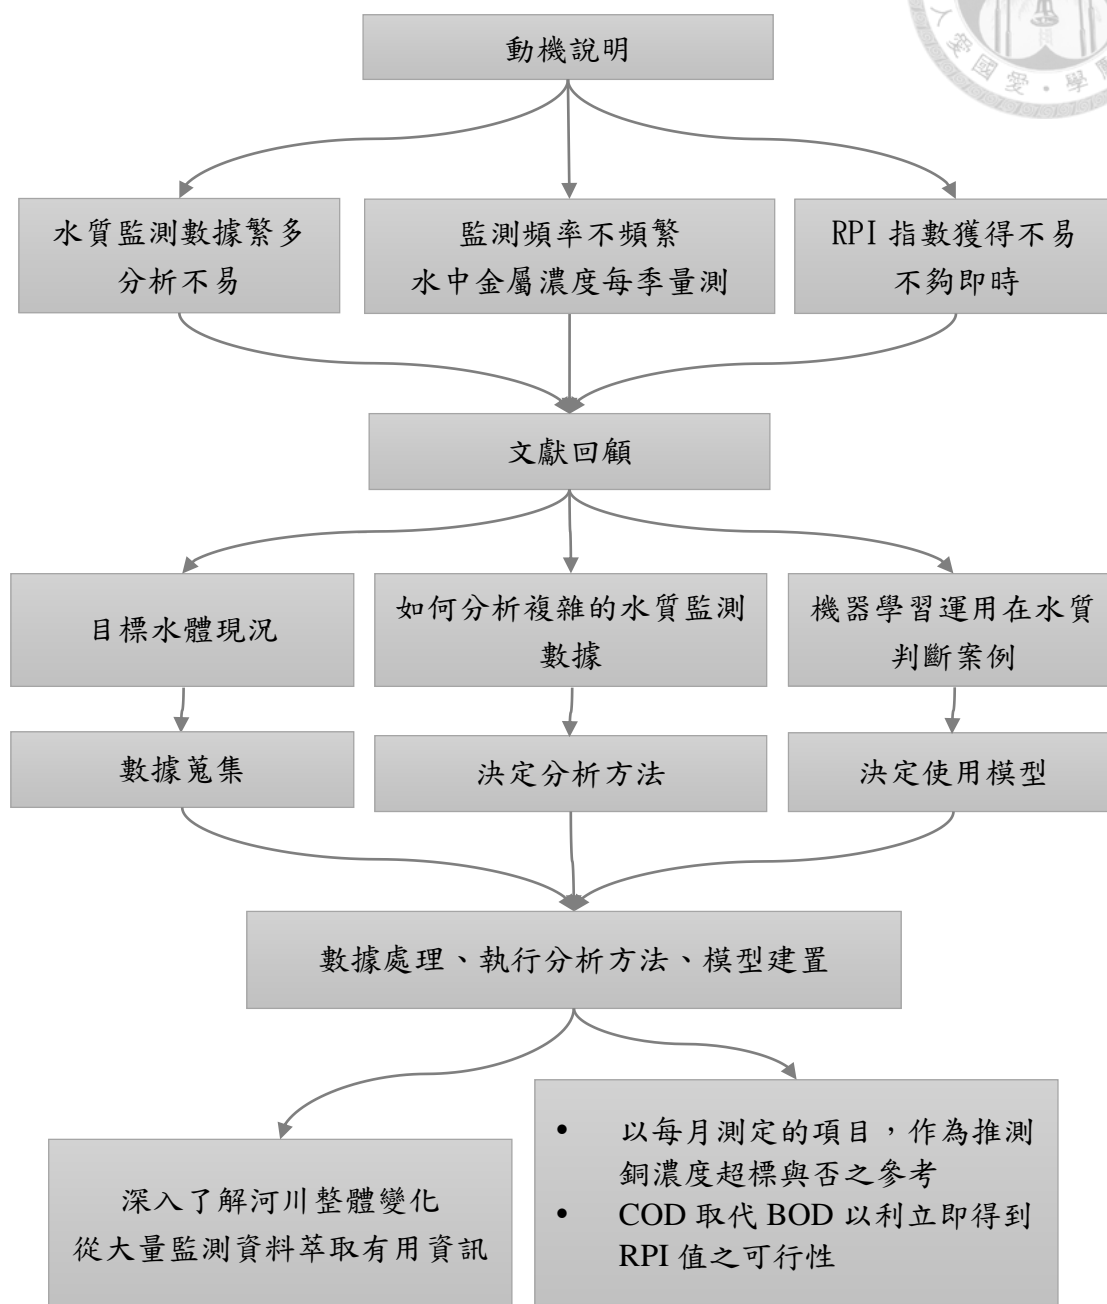 動機說明
水質監測數據繁多
分析不易
監測頻率不頻繁
水中金屬濃度每季量測
RPI 指數獲得不易
不夠即時
文獻回顧
目標水體現況
如何分析複雜的水質監測
數據
機器學習運用在水質
判斷案例
數據蒐集
決定分析方法
決定使用模型
數據處理、執行分析方法、模型建置
深入了解河川整體變化
從大量監測資料萃取有用資訊
• 以每月測定的項目，作為推測
銅濃度超標與否之參考
• COD 取代 BOD 以利立即得到
RPI 值之可行性
人愛國愛・學